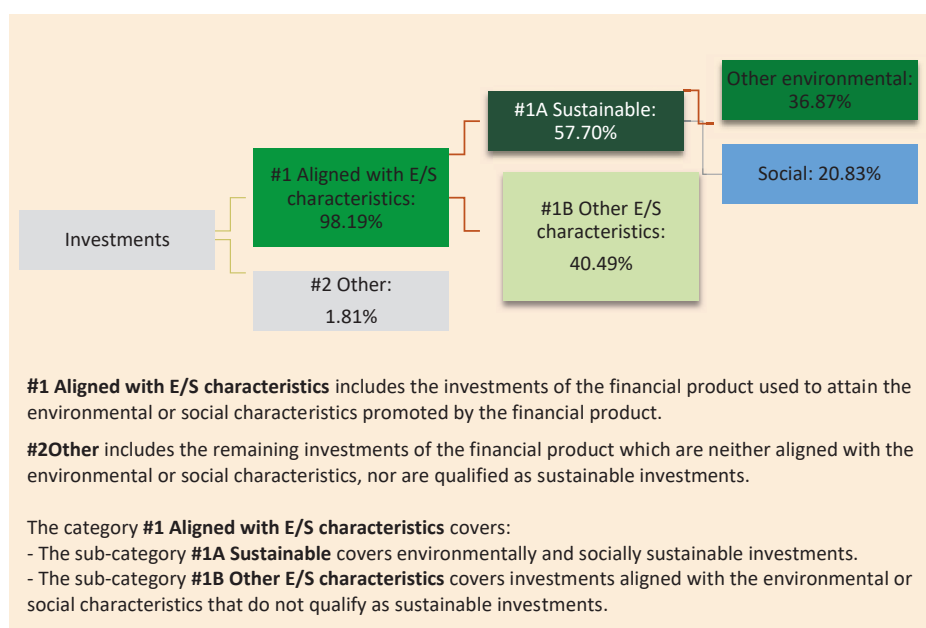 Other environmental:
36.87%
#1A Sustainable:
57.70%
Social: 20.83%
#1 Aligned with E/S
characteristics:
98.19%
#1B Other E/S
characteristics:
40.49%
Investments
#2 Other:
1.81%
#1 Aligned with E/S characteristics includes the investments of the financial product used to attain the
environmental or social characteristics promoted by the financial product.
#2Other includes the remaining investments of the financial product which are neither aligned with the
environmental or social characteristics, nor are qualified as sustainable investments.
The category #1 Aligned with E/S characteristics covers:
- The sub-category #1A Sustainable covers environmentally and socially sustainable investments.
- The sub-category #1B Other E/S characteristics covers investments aligned with the environmental or
social characteristics that do not qualify as sustainable investments.